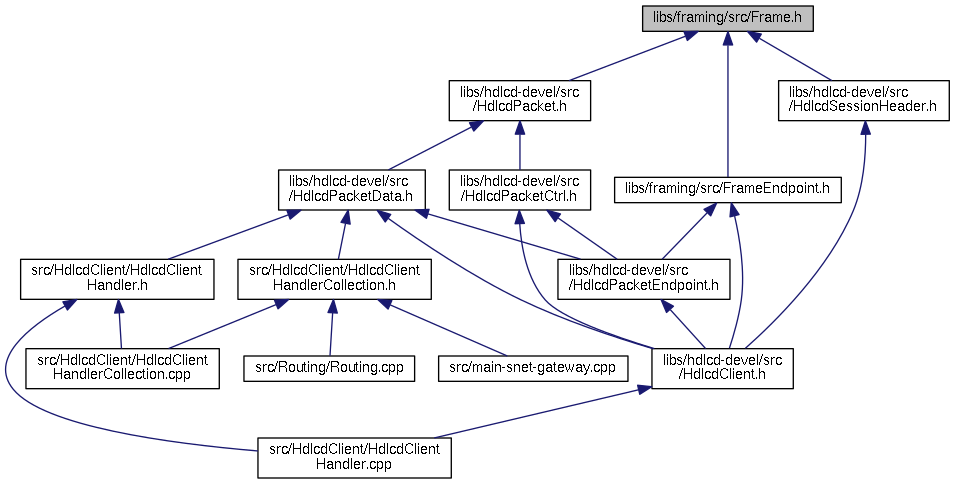 libs/framing/src/Frame.h
libs/hdlcd-devel/src
/HdlcdPacket.h
libs/hdlcd-devel/src
/HdlcdSessionHeader.h
libs/hdlcd-devel/src
/HdlcdPacketData.h
libs/hdlcd-devel/src
/HdlcdPacketCtrl.h
libs/framing/src/FrameEndpoint.h
src/HdlcdClient/HdlcdClient
Handler.h
src/HdlcdClient/HdlcdClient
HandlerCollection.h
libs/hdlcd-devel/src
/HdlcdPacketEndpoint.h
src/HdlcdClient/HdlcdClient
HandlerCollection.cpp
src/Routing/Routing.cpp
src/main-snet-gateway.cpp
libs/hdlcd-devel/src
/HdlcdClient.h
src/HdlcdClient/HdlcdClient
Handler.cpp